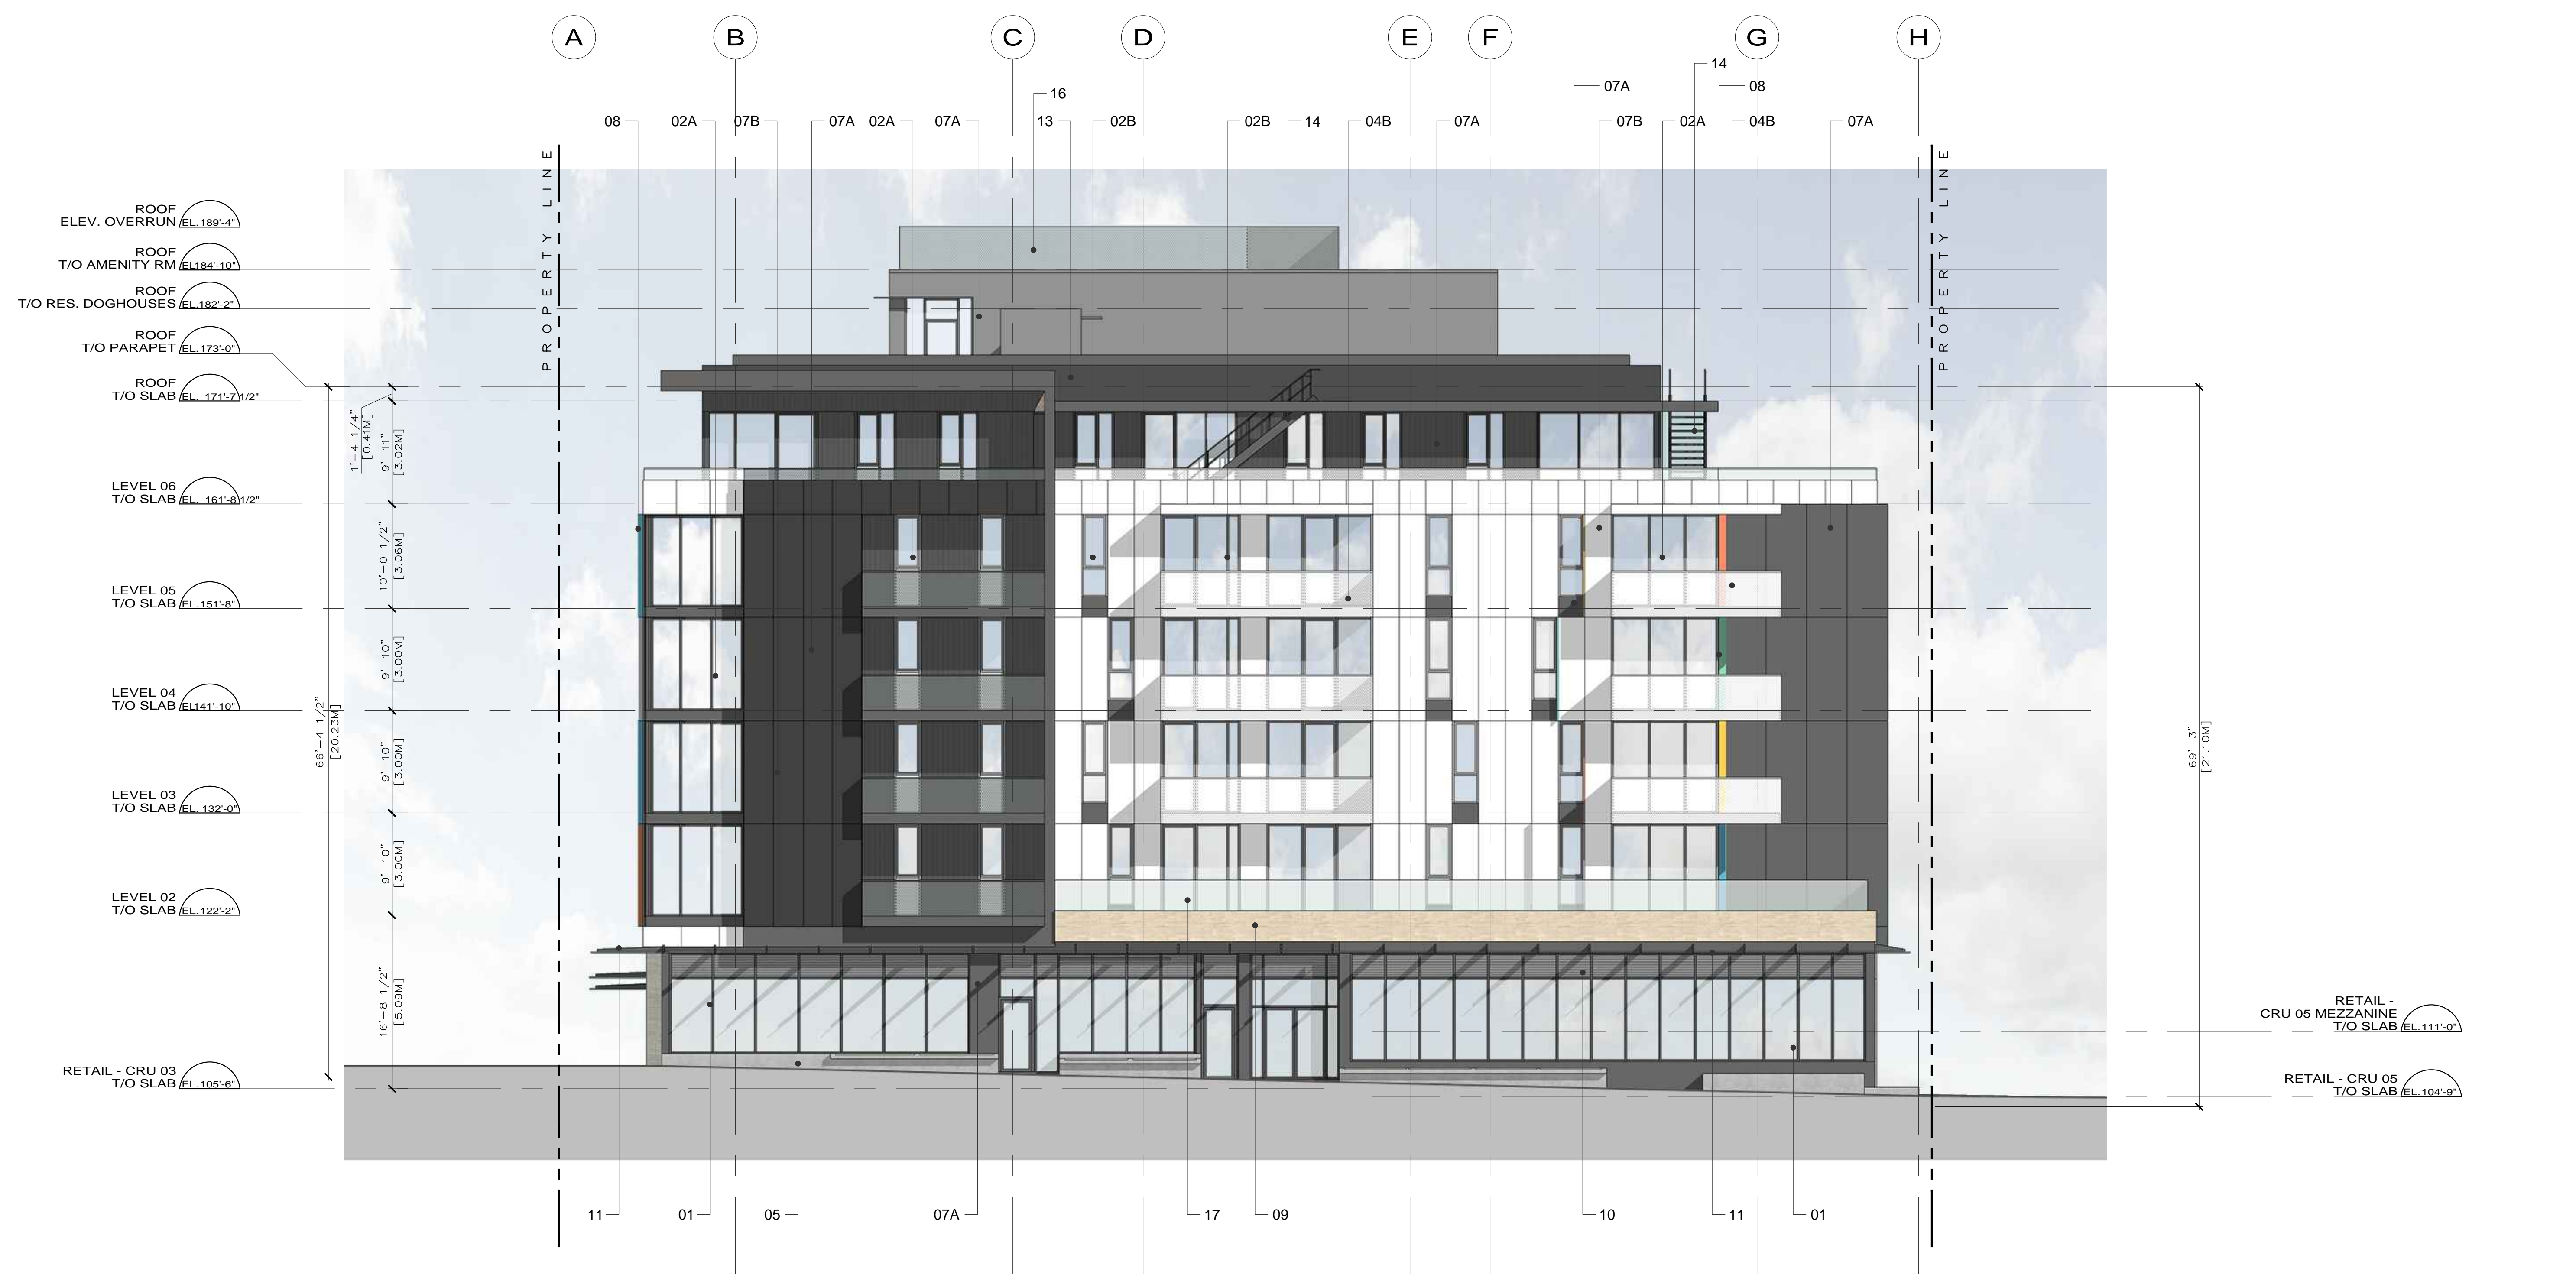 A B C D E F G H
14
07A 08
16
08 02A 07B 07A 02A 07A 13 02B 02B 14 04B 07A 07B 02A 04B 07A
PROPERTY LINE
PROPERTY LINE
ROOF
ELEV. OVERRUN EL.189'-4"
ROOF
T/O AMENITY RM EL184'-10"
ROOF
T/O RES. DOGHOUSES EL.182'-2"
ROOF
T/O PARAPET EL.173'-0"
ROOF
T/O SLAB EL. 171'-7 1/2"
1'-4 1/4"
[0.41M]
9'-11"
[3.02M]
LEVEL 06
T/O SLAB EL. 161'-8 1/2"
10'-0 1/2"
[3.06M]
LEVEL 05
T/O SLAB EL.151'-8"
9'-10"
[3.00M]
LEVEL 04
T/O SLAB EL141'-10"
66'-4 1/2"
[20.23M]
9'-10"
[3.00M]
69'-3"
[21.10M]
LEVEL 03
T/O SLAB EL. 132'-0"
9'-10"
[3.00M]
LEVEL 02
T/O SLAB EL.122'-2"
16'-8 1/2"
[5.09M]
RETAIL -
CRU 05 MEZZANINE
T/O SLAB EL.111'-0"
RETAIL - CRU 03
T/O SLAB EL.105'-6"
RETAIL - CRU 05
T/O SLAB EL.104'-9"
11 01 05 07A 17 09 10 11 01